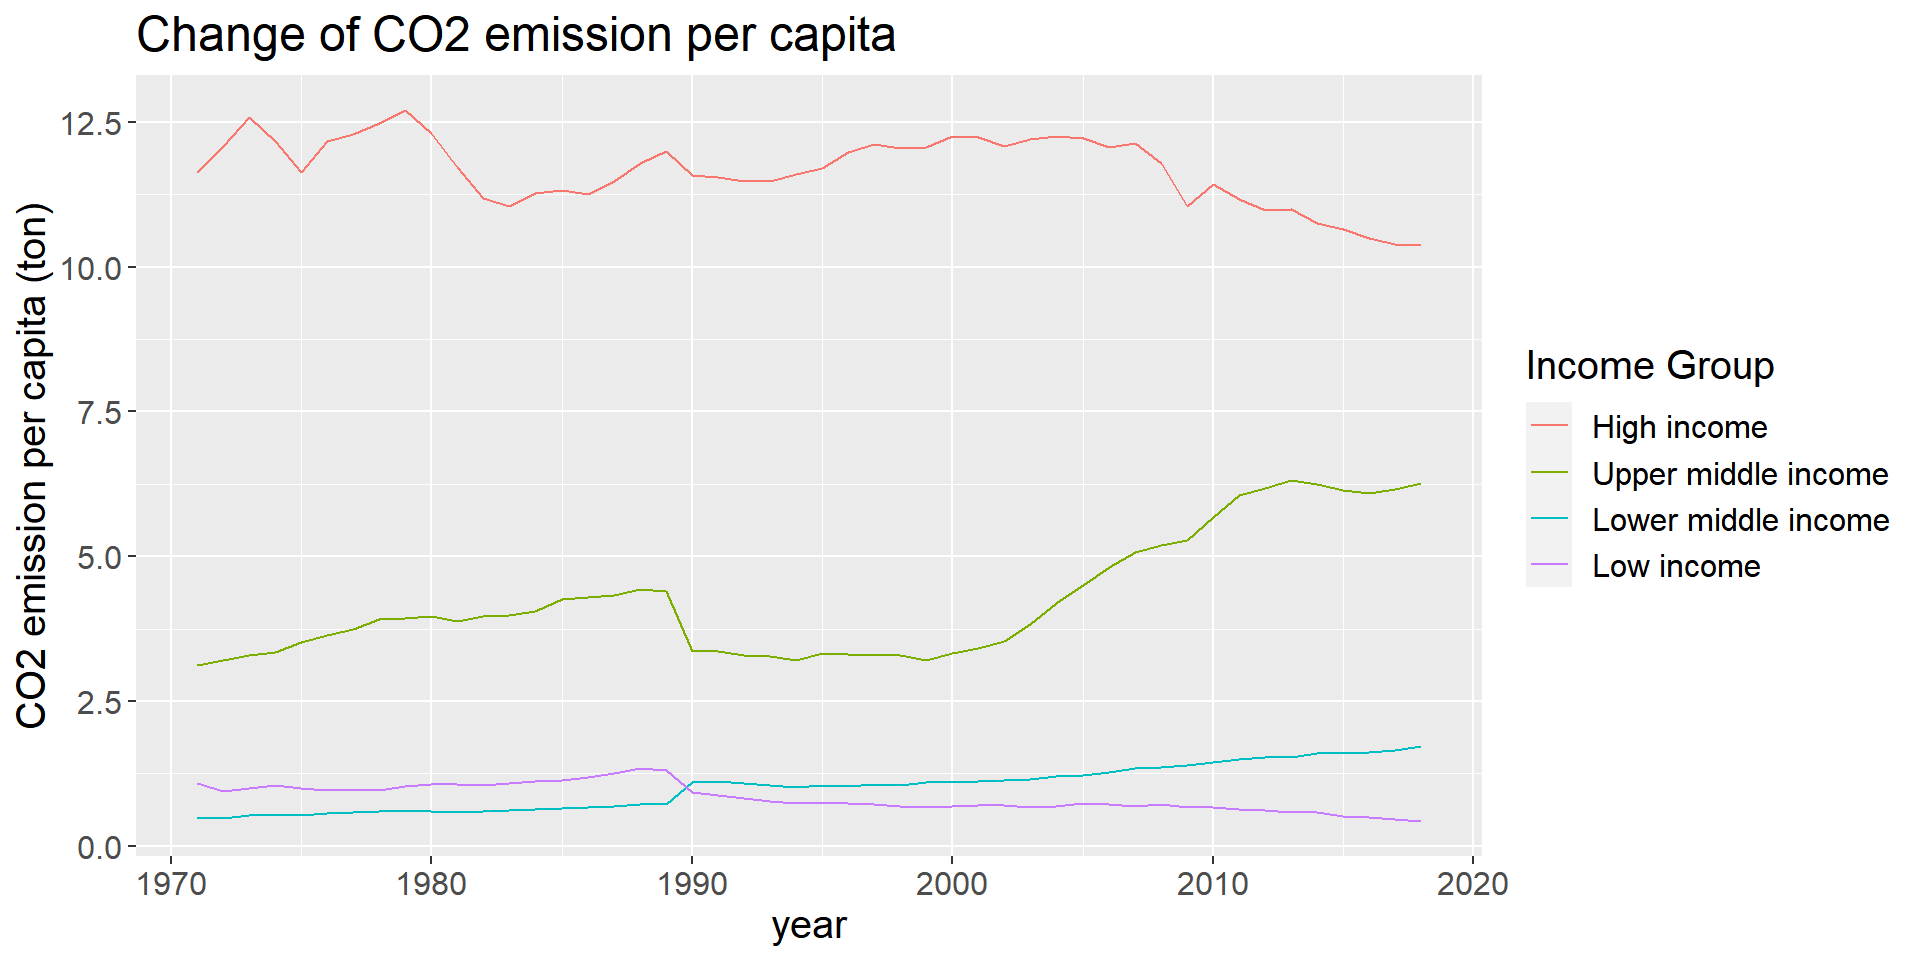 Change of CO2 emission per capita
CO2 emission per capita (ton)
12.5
10.0
7.5
5.0
2.5
0.0
1970 1980 1990 2000 2010 2020
year
Income Group
High income
Upper middle income
Lower middle income
Low income